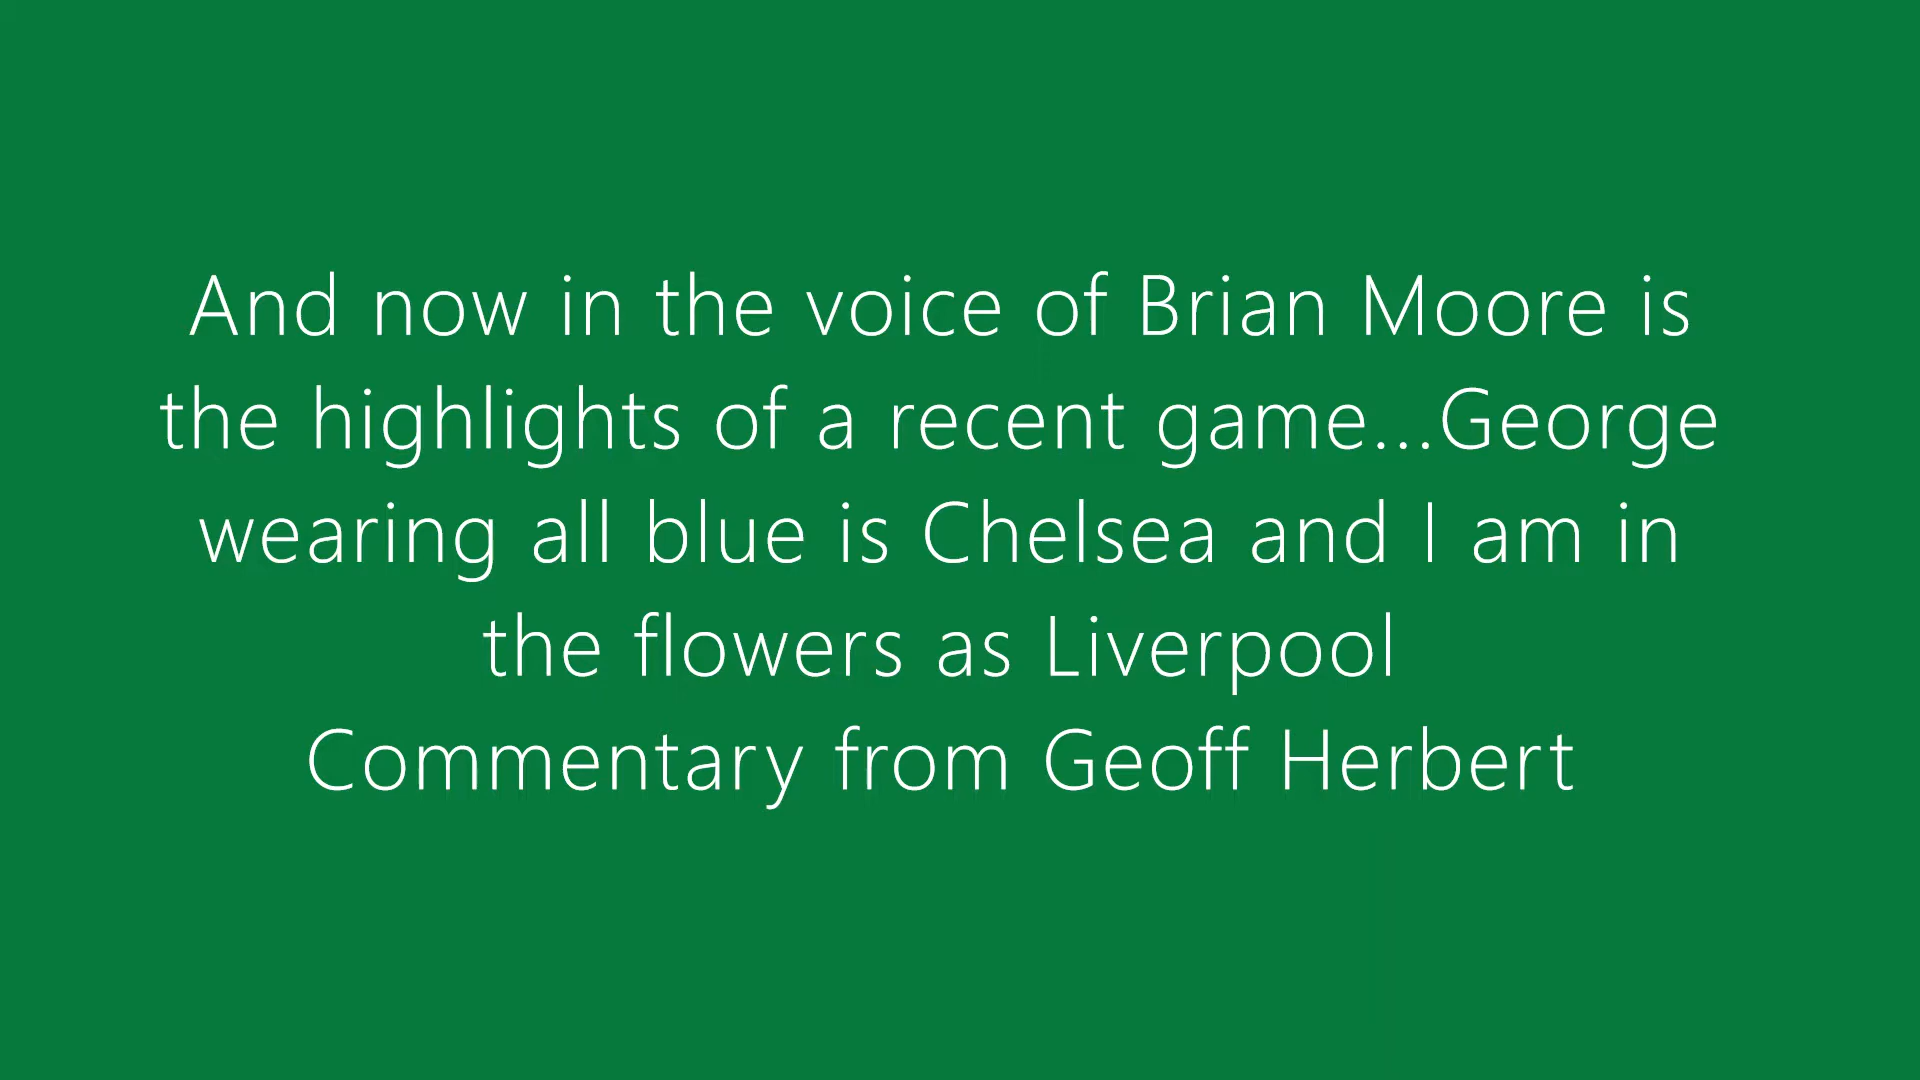 And now in the voice of Brian Moore is
the highlights of a recent game...George
wearing all blue is Chelsea and I am in
the flowers as Liverpool
Commentary from Geoff Herbert